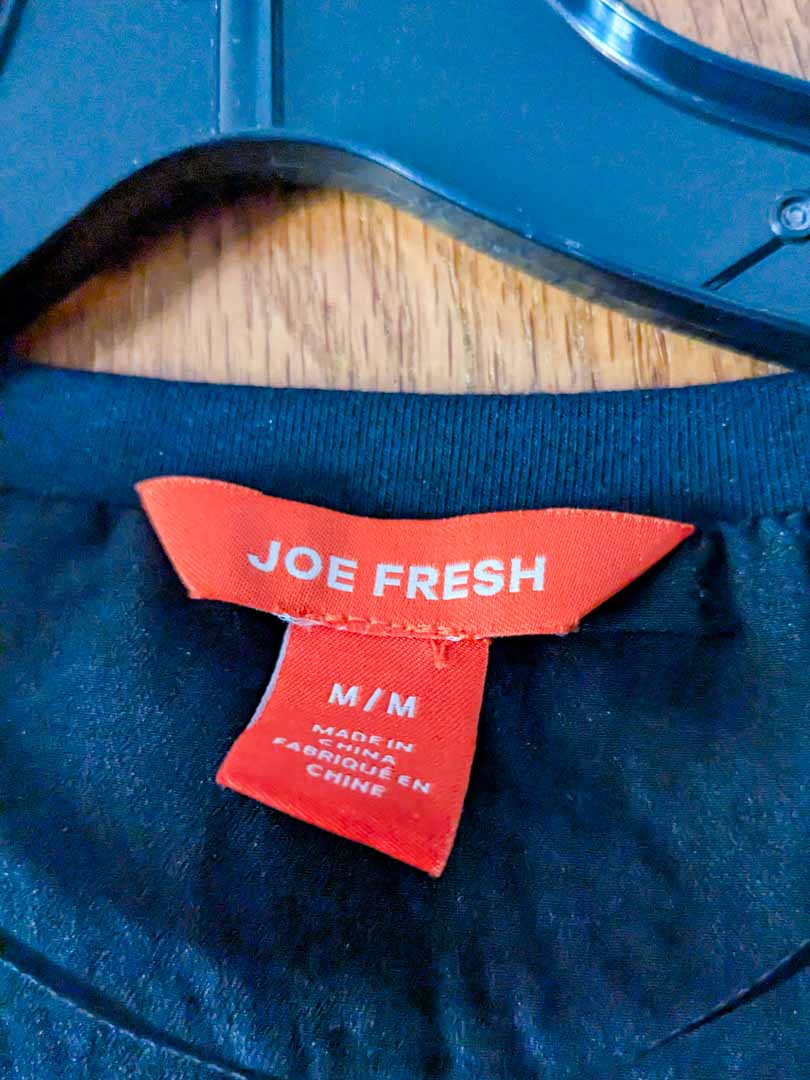 JOE FRESH
M/M
MADE IN
CHINA
FABRIQUÉ EN
CHINE